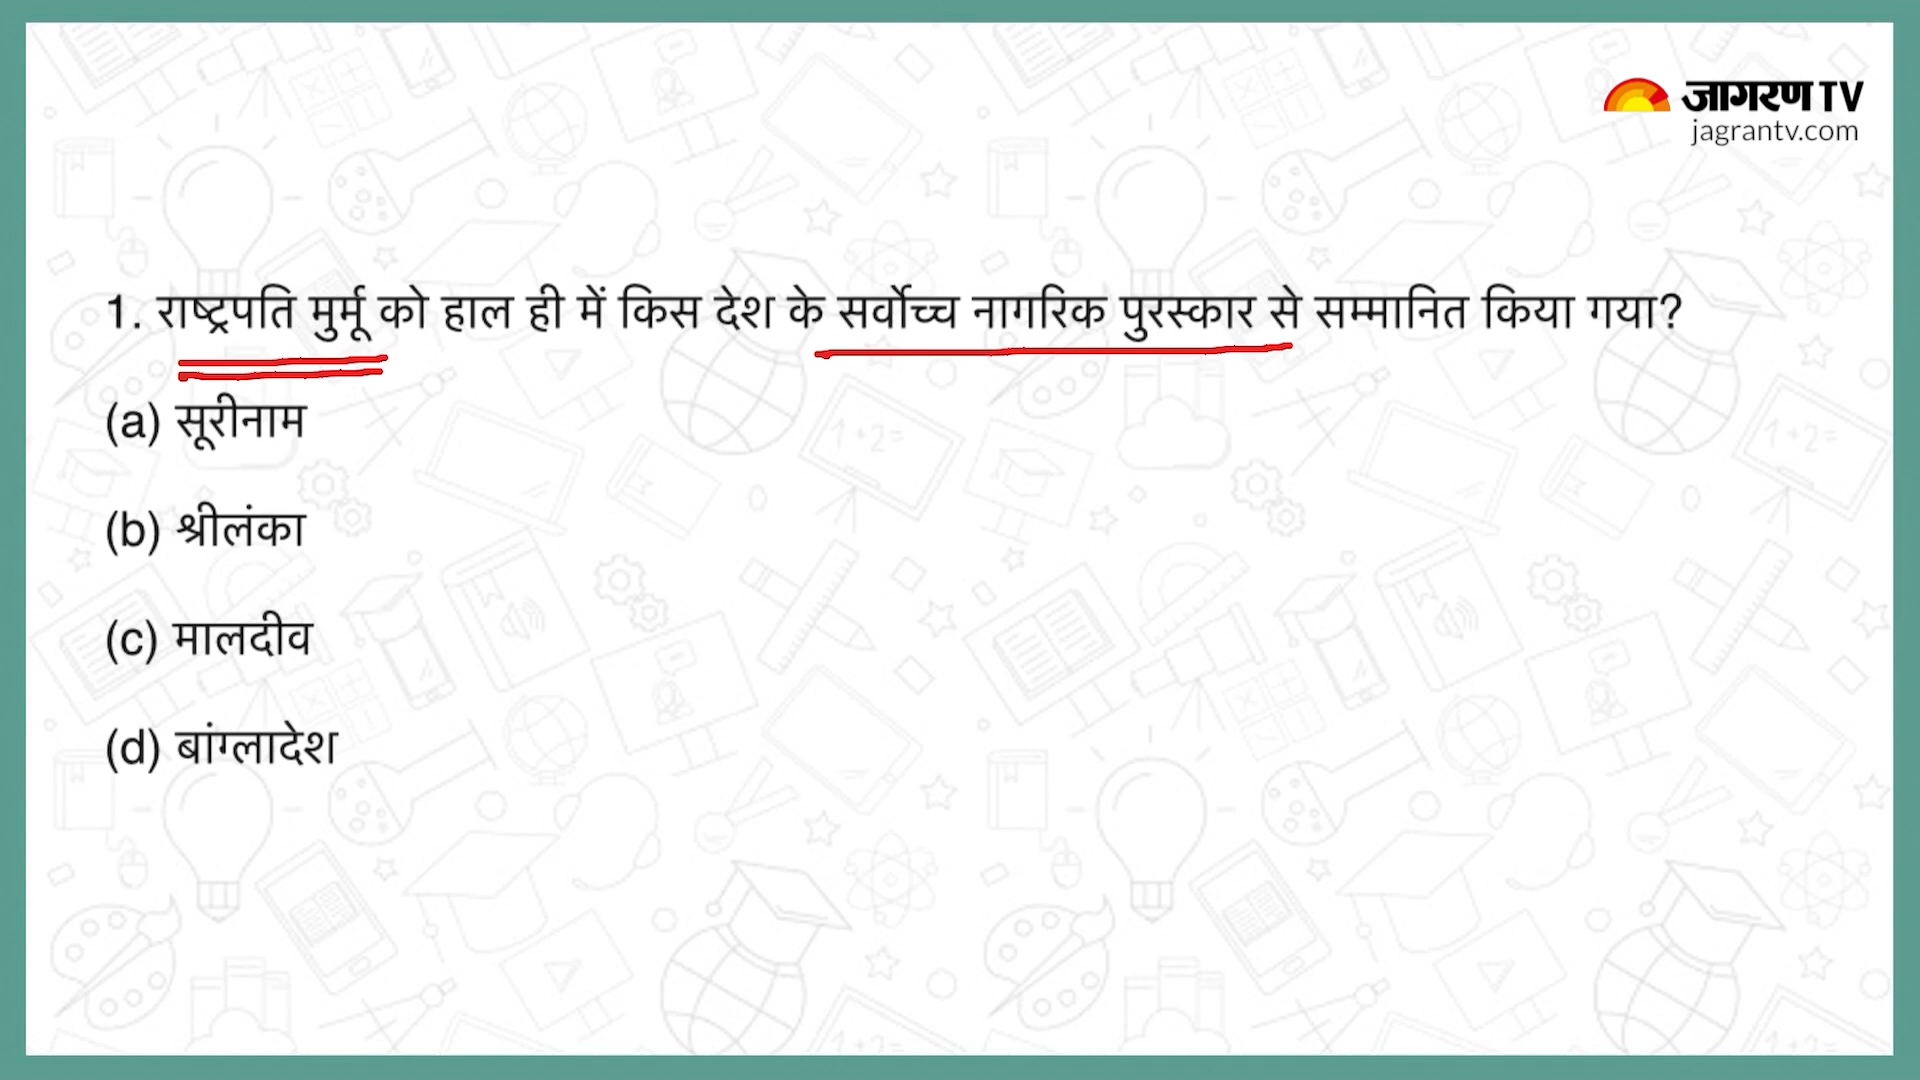 जागरण TV
jagrantv.com
1. राष्ट्रपति मुर्मू को हाल ही में किस देश के सर्वोच्च नागरिक पुरस्कार से सम्मानित किया गया?
(a) सूरीनाम
(b) श्रीलंका
(c) मालदीव
(d) बांग्लादेश